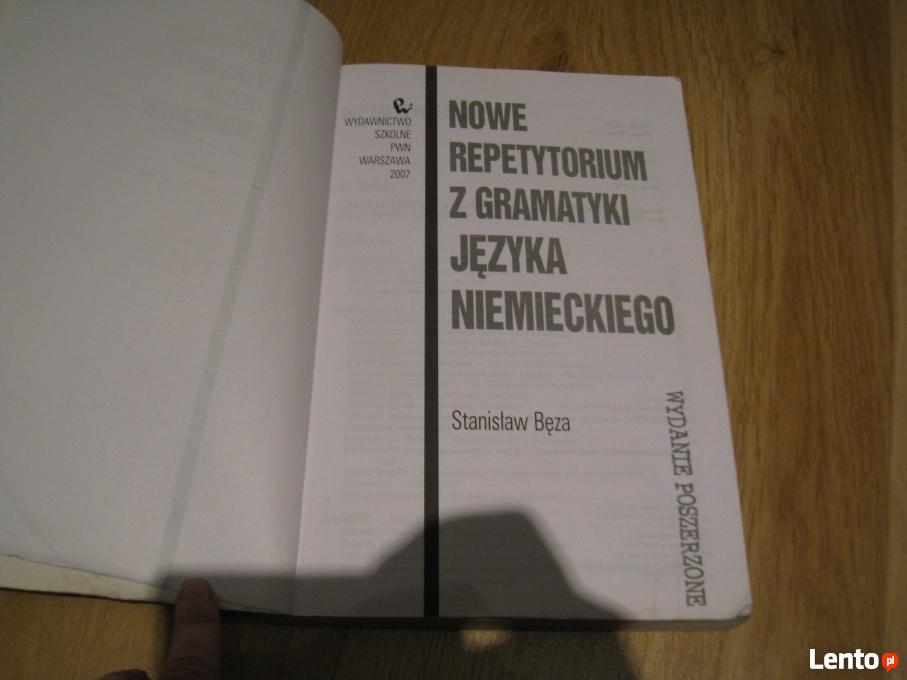 WYDAWNICTWO
SZKOLNE
PWN
WARSZAWA
2007
NOWE
REPETYTORIUM
Z GRAMATYKI
JĘZYKA
NIEMIECKIEGO
Stanisław Bęza
WYDANIE POSZERZONE
Lento pl